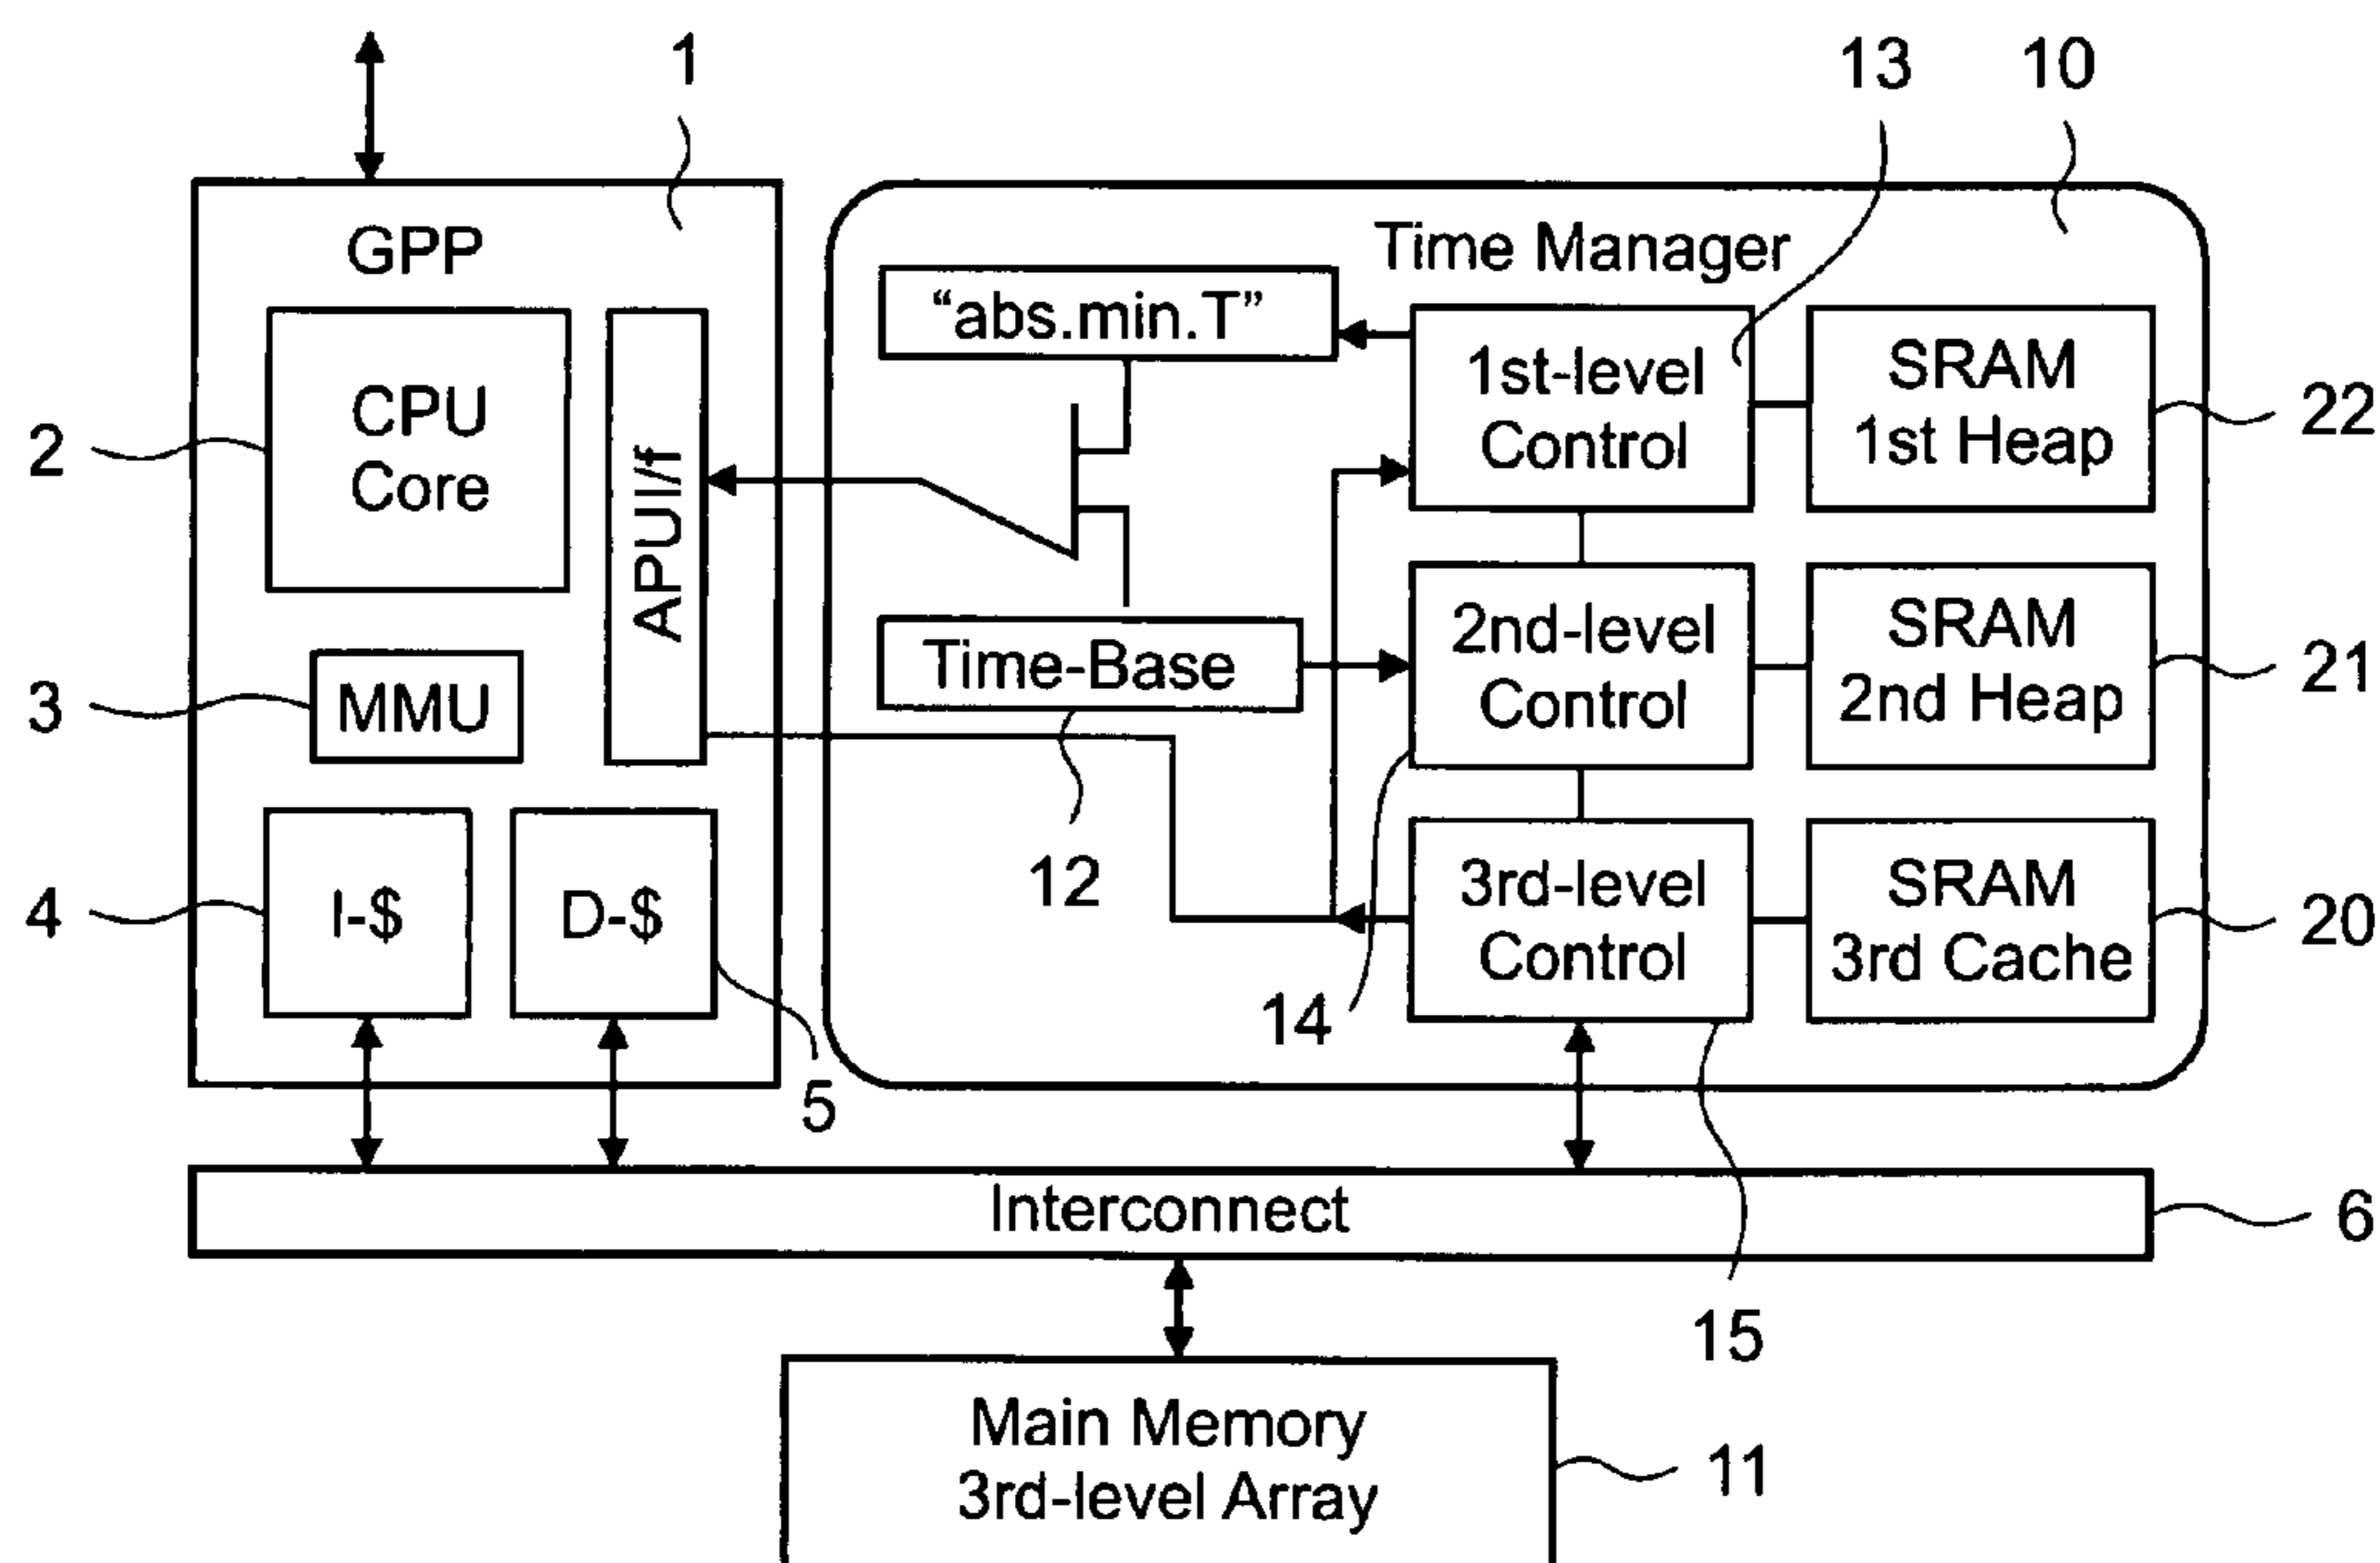 1
13
10
GPP
Time Manager
"abs.min.T"
CPU
Core
2
APUI/f
1st-level
Control
SRAM
1st Heap
22
MMU
3
Time-Base
12
2nd-level
Control
14
SRAM
2nd Heap
21
I-$
4
D-$
5
3rd-level
Control
15
SRAM
3rd Cache
20
Interconnect
6
Main Memory
3rd-level Array
11